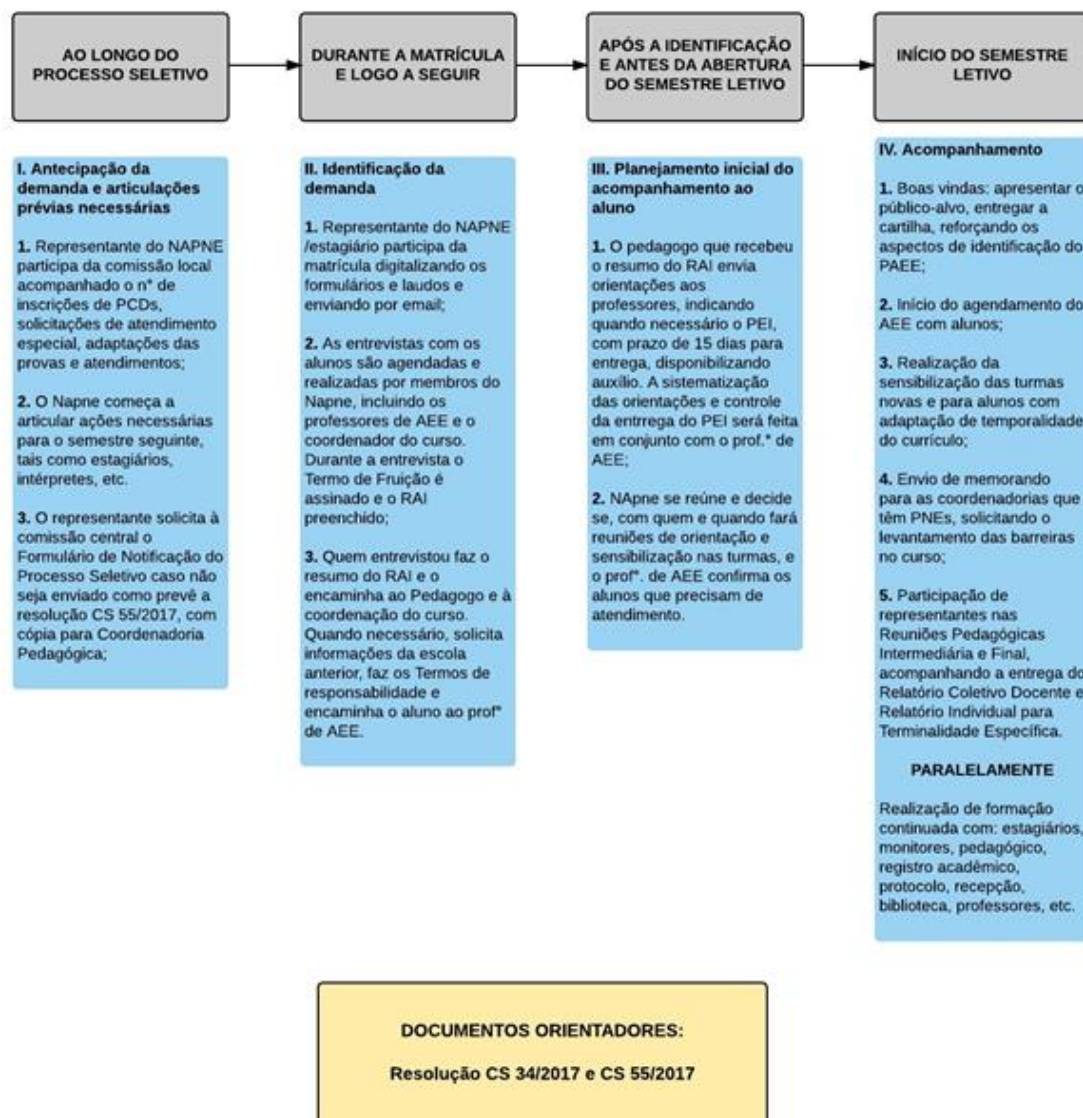 AO LONGO DO
PROCESSO SELETIVO
DURANTE A MATRÍCULA
E LOGO A SEGUIR
APÓS A IDENTIFICAÇÃO
E ANTES DA ABERTURA
DO SEMESTRE LETIVO
INÍCIO DO SEMESTRE
LETIVO
I. Antecipação da
demanda e articulações
prévias necessárias
1. Representante do NAPNE
participa da comissão local
acompanhado o n° de
inscrições de PCDs,
solicitações de atendimento
especial, adaptações das
provas e atendimentos;
2. O Napne começa a
articular ações necessárias
para o semestre seguinte,
tais como estagiários,
intérpretes, etc.
3. O representante solicita à
comissão central o
Formulário de Notificação do
Processo Seletivo caso não
seja enviado como prevê a
resolução CS 55/2017, com
cópia para Coordenadoria
Pedagógica;
II. Identificação da
demanda
1. Representante do NAPNE
/estagiário participa da
matrícula digitalizando os
formulários e laudos e
enviando por email;
2. As entrevistas com os
alunos são agendadas e
realizadas por membros do
Napne, incluindo os
professores de AEE e o
coordenador do curso.
Durante a entrevista o
Termo de Fruição é
assinado e o RAI
preenchido;
3. Quem entrevistou faz o
resumo do RAI e o
encaminha ao Pedagogo e à
coordenação do curso.
Quando necessário, solicita
informações da escola
anterior, faz os Termos de
responsabilidade e
encaminha o aluno ao prof°
de AEE.
III. Planejamento inicial do
acompanhamento ao
aluno
1. O pedagogo que recebeu
o resumo do RAI envia
orientações aos
professores, indicando
quando necessário o PEI,
com prazo de 15 dias para
entrega, disponibilizando
auxílio. A sistematização
das orientações e controle
da entrrega do PEI será feita
em conjunto com o prof.° de
AEE;
2. NApne se reúne e decide
se, com quem e quando fará
reuniões de orientação e
sensibilização nas turmas, e
o prof°. de AEE confirma os
alunos que precisam de
atendimento.
IV. Acompanhamento
1. Boas vindas: apresentar o
público-alvo, entregar a
cartilha, reforçando os
aspectos de identificação do
PAEE;
2. Início do agendamento do
AEE com alunos;
3. Realização da
sensibilização das turmas
novas e para alunos com
adaptação de temporalidade
do currículo;
4. Envio de memorando
para as coordenadorias que
têm PNEs, solicitando o
levantamento das barreiras
no curso;
5. Participação de
representantes nas
Reuniões Pedagógicas
Intermediária e Final,
acompanhando a entrega do
Relatório Coletivo Docente e
Relatório Individual para
Terminalidade Específica.
PARALELAMENTE
Realização de formação
continuada com: estagiários,
monitores, pedagógico,
registro acadêmico,
protocolo, recepção,
biblioteca, professores, etc.
DOCUMENTOS ORIENTADORES:
Resolução CS 34/2017 e CS 55/2017